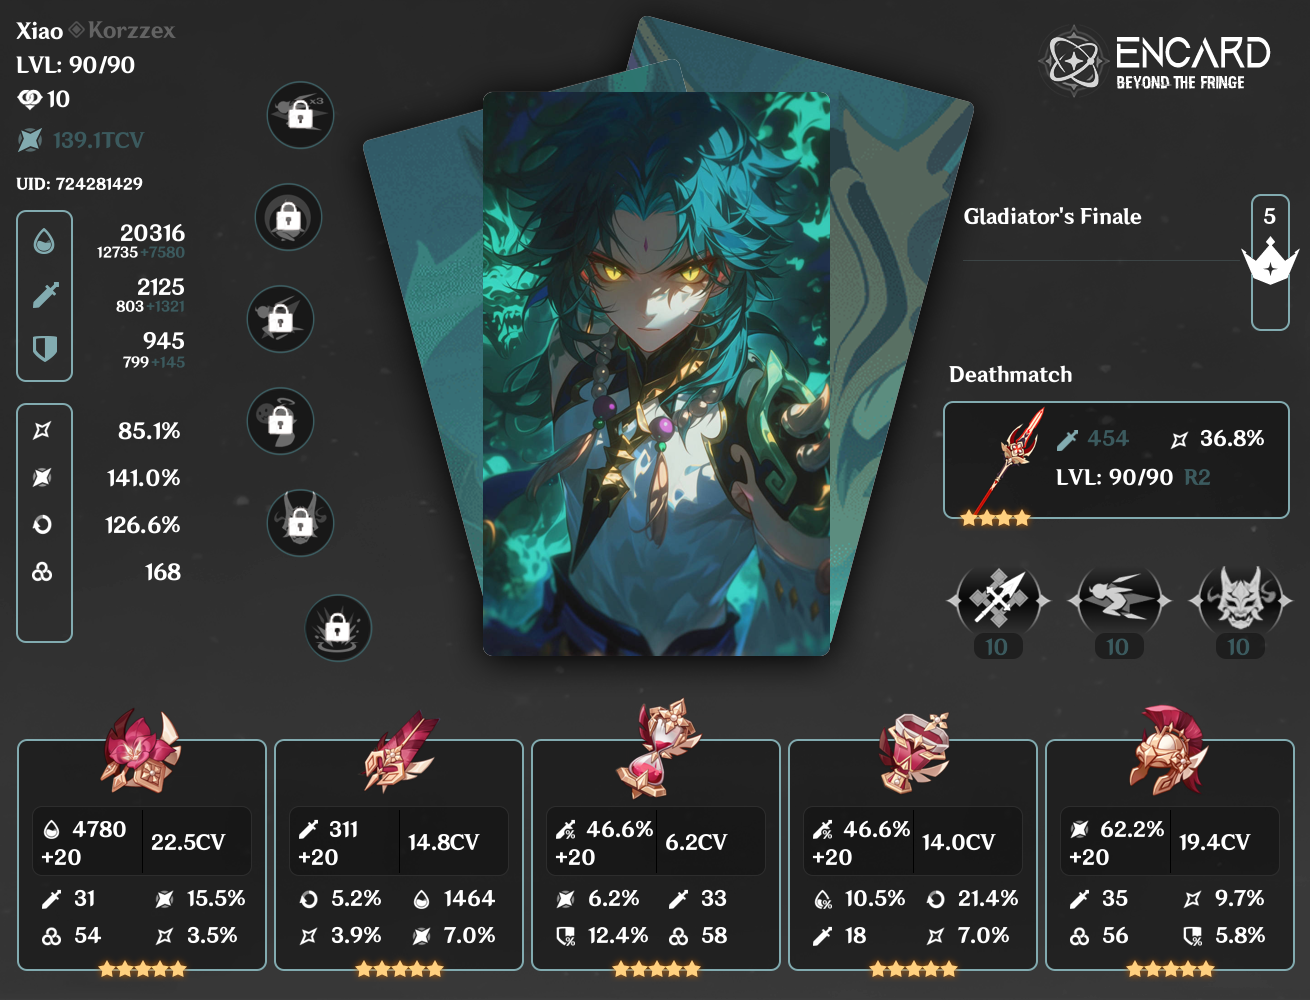 Xiao Korzzex
LVL: 90/90
10
139.1TCV
UID: 724281429
20316
12735 +7580
2125
803 +1321
945
799 +145
85.1%
141.0%
126.6%
168
x3
ENCARD
BEYOND THE FRINGE
Gladiator's Finale 5
Deathmatch
454 36.8%
LVL: 90/90 R2
10 10 10
4780 22.5CV
+20
31 15.5%
54 3.5%
311 14.8CV
+20
5.2% 1464
3.9% 7.0%
46.6% 6.2CV
+20
6.2% 33
12.4% 58
46.6% 14.0CV
+20
10.5% 21.4%
18 7.0%
62.2% 19.4CV
+20
35 9.7%
56 5.8%